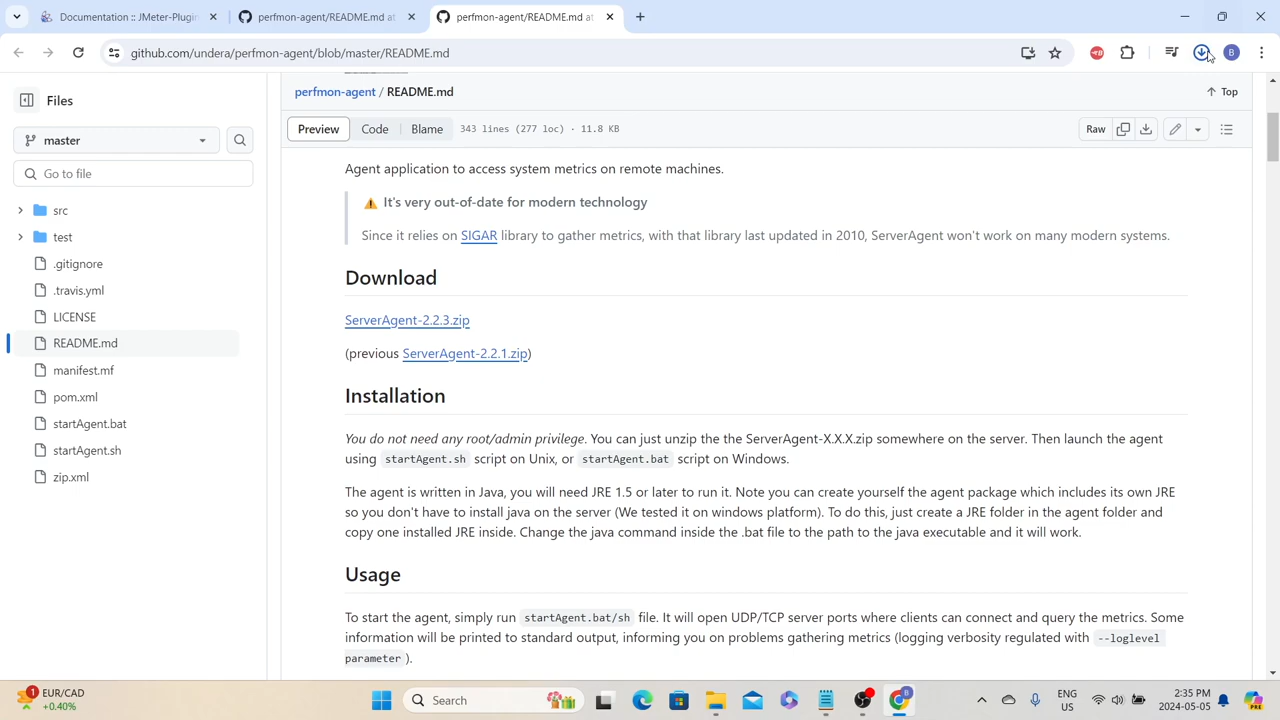 Documentation :: JMeter-Plugin
perfmon-agent/README.md at
perfmon-agent/README.md at
github.com/undera/perfmon-agent/blob/master/README.md
B
Files
perfmon-agent / README.md
Top
master
Preview
Code
Blame
343 lines (277 loc) · 11.8 KB
Raw
Go to file
Agent application to access system metrics on remote machines.
It's very out-of-date for modern technology
src
Since it relies on SIGAR library to gather metrics, with that library last updated in 2010, ServerAgent won't work on many modern systems.
test
.gitignore
Download
.travis.yml
LICENSE
ServerAgent-2.2.3.zip
README.md
(previous ServerAgent-2.2.1.zip)
manifest.mf
pom.xml
Installation
startAgent.bat
You do not need any root/admin privilege. You can just unzip the the ServerAgent-X.X.X.zip somewhere on the server. Then launch the agent
startAgent.sh
using startAgent.sh script on Unix, or startAgent.bat script on Windows.
zip.xml
The agent is written in Java, you will need JRE 1.5 or later to run it. Note you can create yourself the agent package which includes its own JRE
so you don't have to install java on the server (We tested it on windows platform). To do this, just create a JRE folder in the agent folder and
copy one installed JRE inside. Change the java command inside the .bat file to the path to the java executable and it will work.
Usage
To start the agent, simply run startAgent.bat/sh file. It will open UDP/TCP server ports where clients can connect and query the metrics. Some
information will be printed to standard output, informing you on problems gathering metrics (logging verbosity regulated with --loglevel
parameter ).
1
EUR/CAD
+0.40%
Search
ENG
US
2:35 PM
2024-05-05
PRE